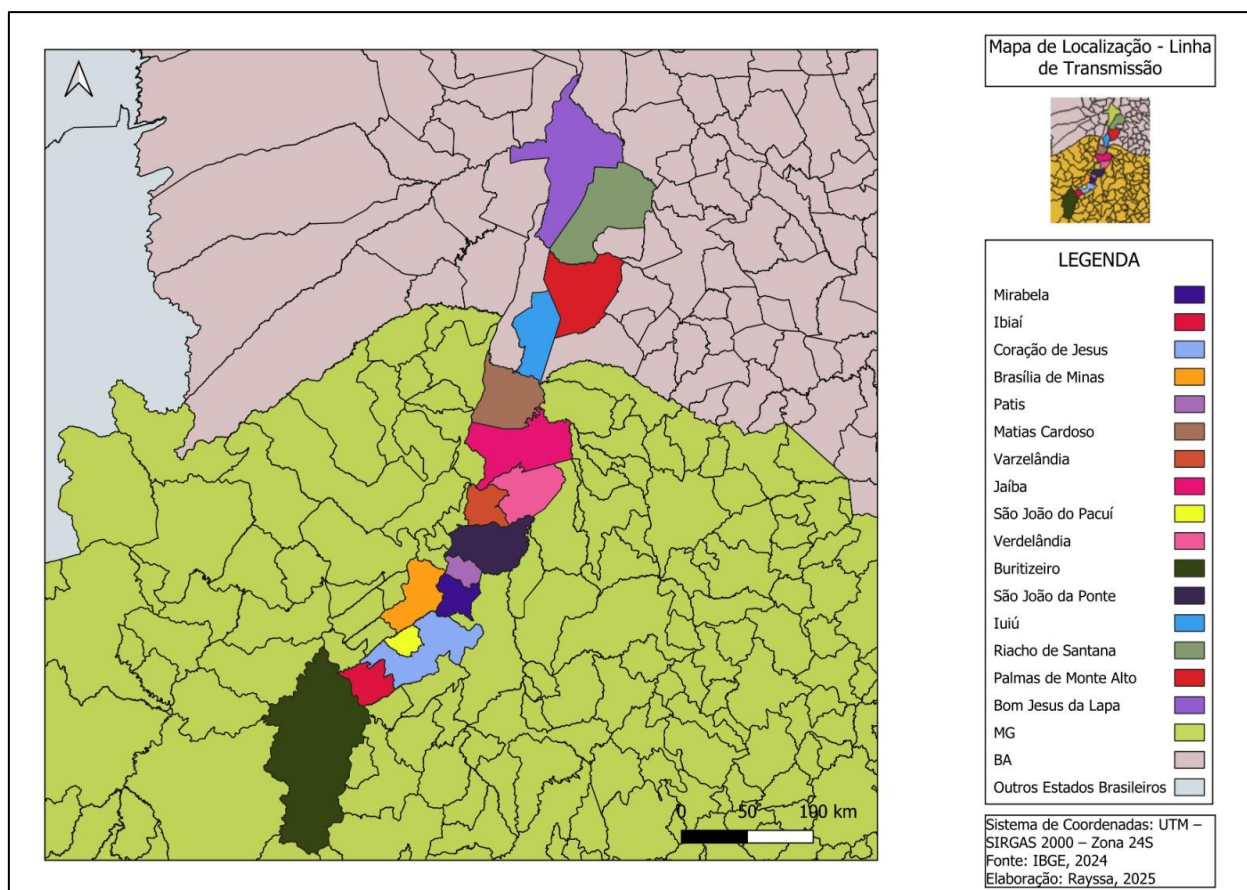 Mapa de Localização - Linha
de Transmissão
LEGENDA
Mirabela
Ibiaí
Coração de Jesus
Brasília de Minas
Patis
Matias Cardoso
Varzelândia
Jaíba
São João do Pacuí
Verdelândia
Buritizeiro
São João da Ponte
Iuiú
Riacho de Santana
Palmas de Monte Alto
Bom Jesus da Lapa
MG
BA
Outros Estados Brasileiros
0 50 100 km
Sistema de Coordenadas: UTM –
SIRGAS 2000 – Zona 24S
Fonte: IBGE, 2024
Elaboração: Rayssa, 2025